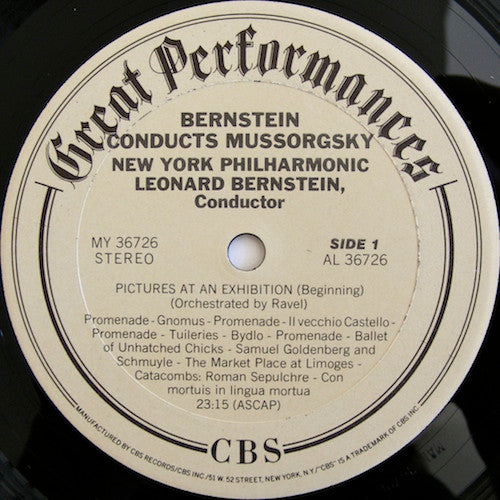 Great Performances
BERNSTEIN
CONDUCTS MUSSORGSKY
NEW YORK PHILHARMONIC
LEONARD BERNSTEIN,
Conductor
MY 36726
STEREO
SIDE 1
AL 36726
PICTURES AT AN EXHIBITION (Beginning)
(Orchestrated by Ravel)
Promenade - Gnomus - Promenade - Il vecchio Castello -
Promenade - Tuileries - Bydlo - Promenade - Ballet
of Unhatched Chicks - Samuel Goldenberg and
Schmuyle - The Market Place at Limoges -
Catacombs: Roman Sepulchre - Con
mortuis in lingua mortua
23:15 (ASCAP)
CBS
MANUFACTURED BY CBS RECORDS/CBS INC./51 W. 52 STREET, NEW YORK, N.Y./"CBS" IS A TRADEMARK OF CBS INC.